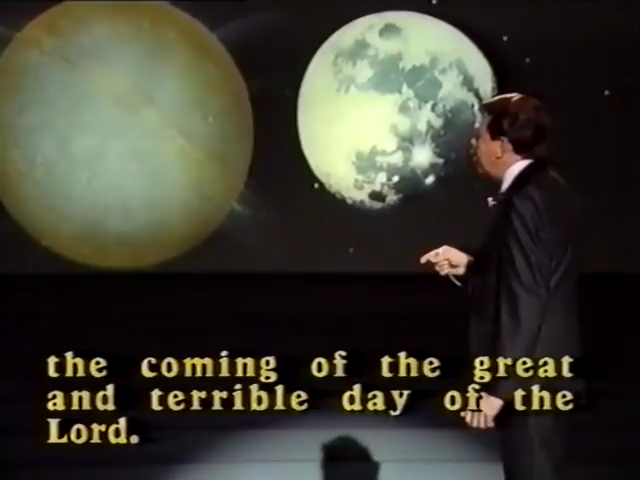 the coming of the great
and terrible day of the
Lord.